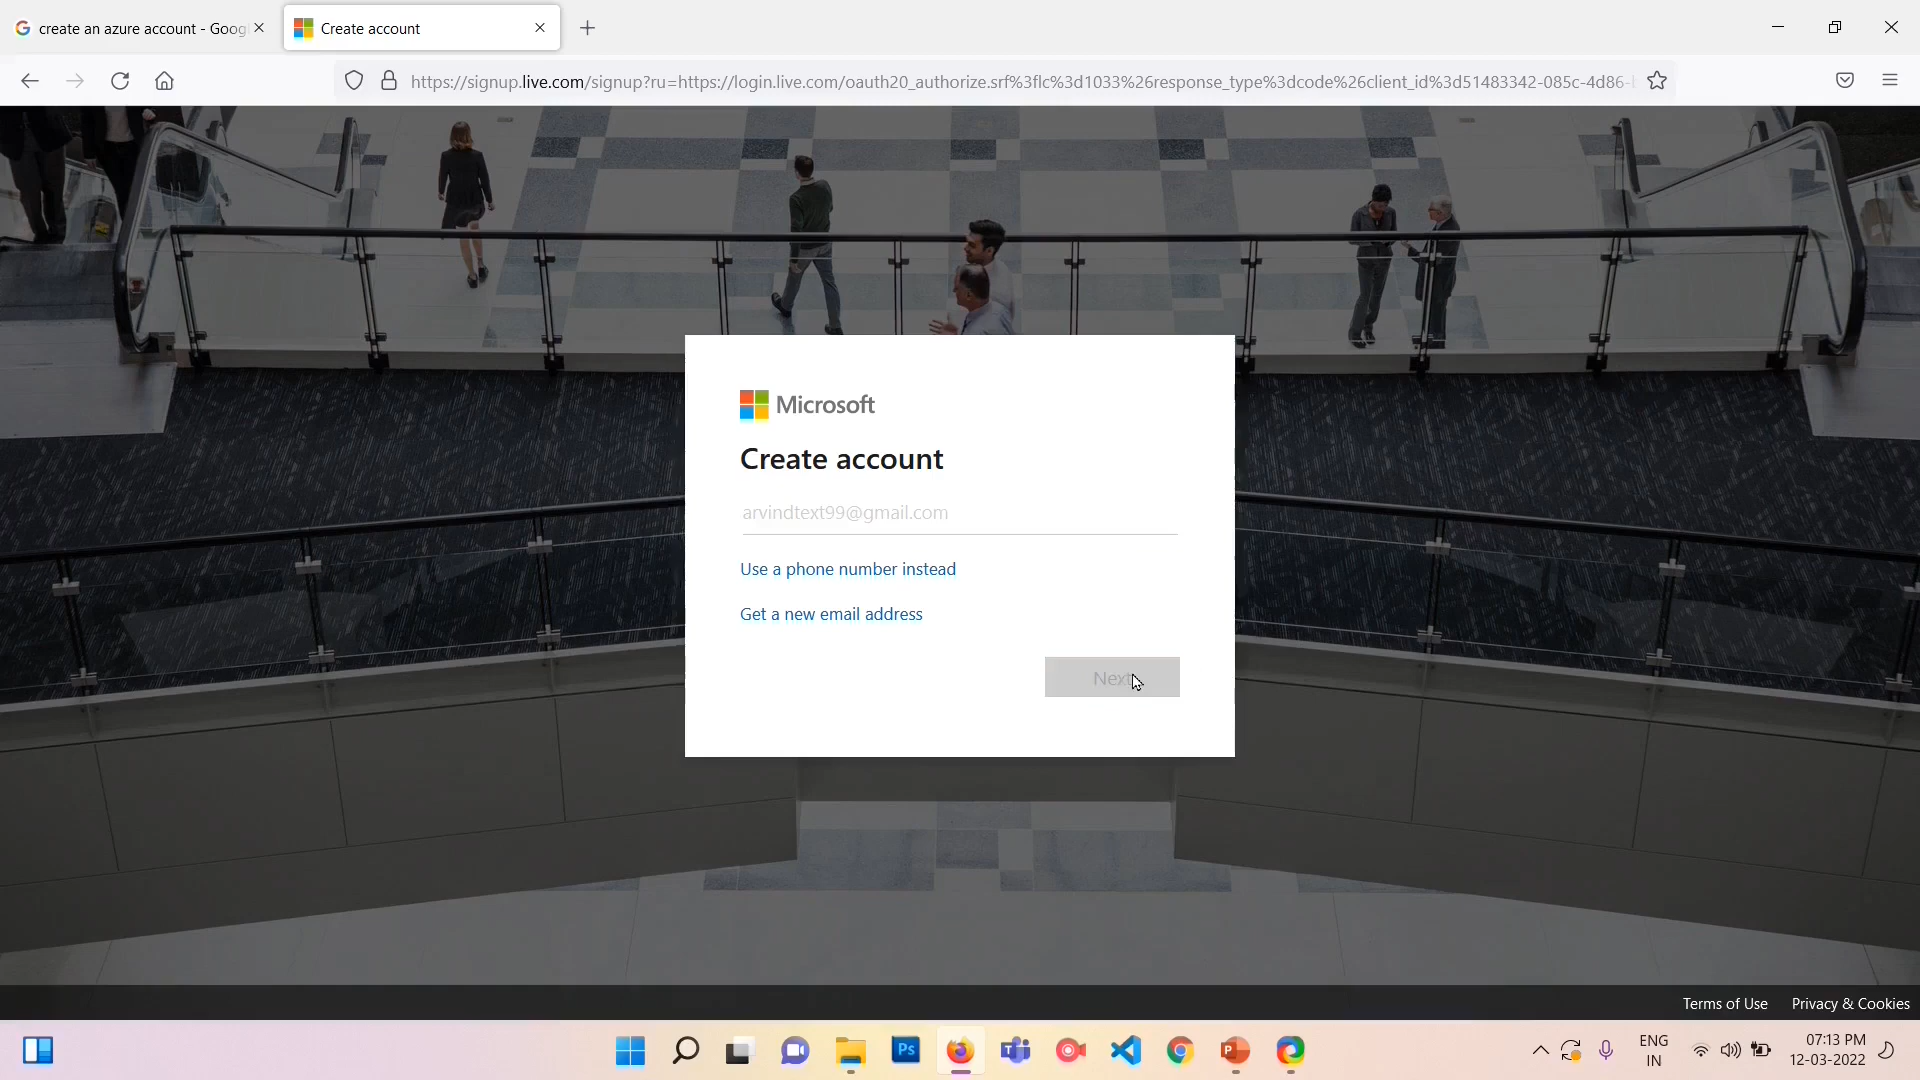 create an azure account - Goog
Create account
https://signup.live.com/signup?ru=https://login.live.com/oauth20_authorize.srf%3flc%3d1033%26response_type%3dcode%26client_id%3d51483342-085c-4d86-
Microsoft
Create account
arvindtext99@gmail.com
Use a phone number instead
Get a new email address
Next
Terms of Use Privacy & Cookies
Ps
ENG
IN
07:13 PM
12-03-2022